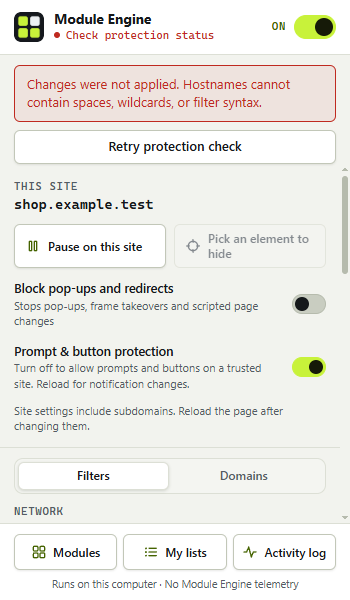 Module Engine
Check protection status
ON
Changes were not applied. Hostnames cannot
contain spaces, wildcards, or filter syntax.
Retry protection check
THIS SITE
shop.example.test
Pause on this site
Pick an element to
hide
Block pop-ups and redirects
Stops pop-ups, frame takeovers and scripted page
changes
Prompt & button protection
Turn off to allow prompts and buttons on a trusted
site. Reload for notification changes.
Site settings include subdomains. Reload the page after
changing them.
Filters
Domains
NETWORK
Modules
My lists
Activity log
Runs on this computer · No Module Engine telemetry